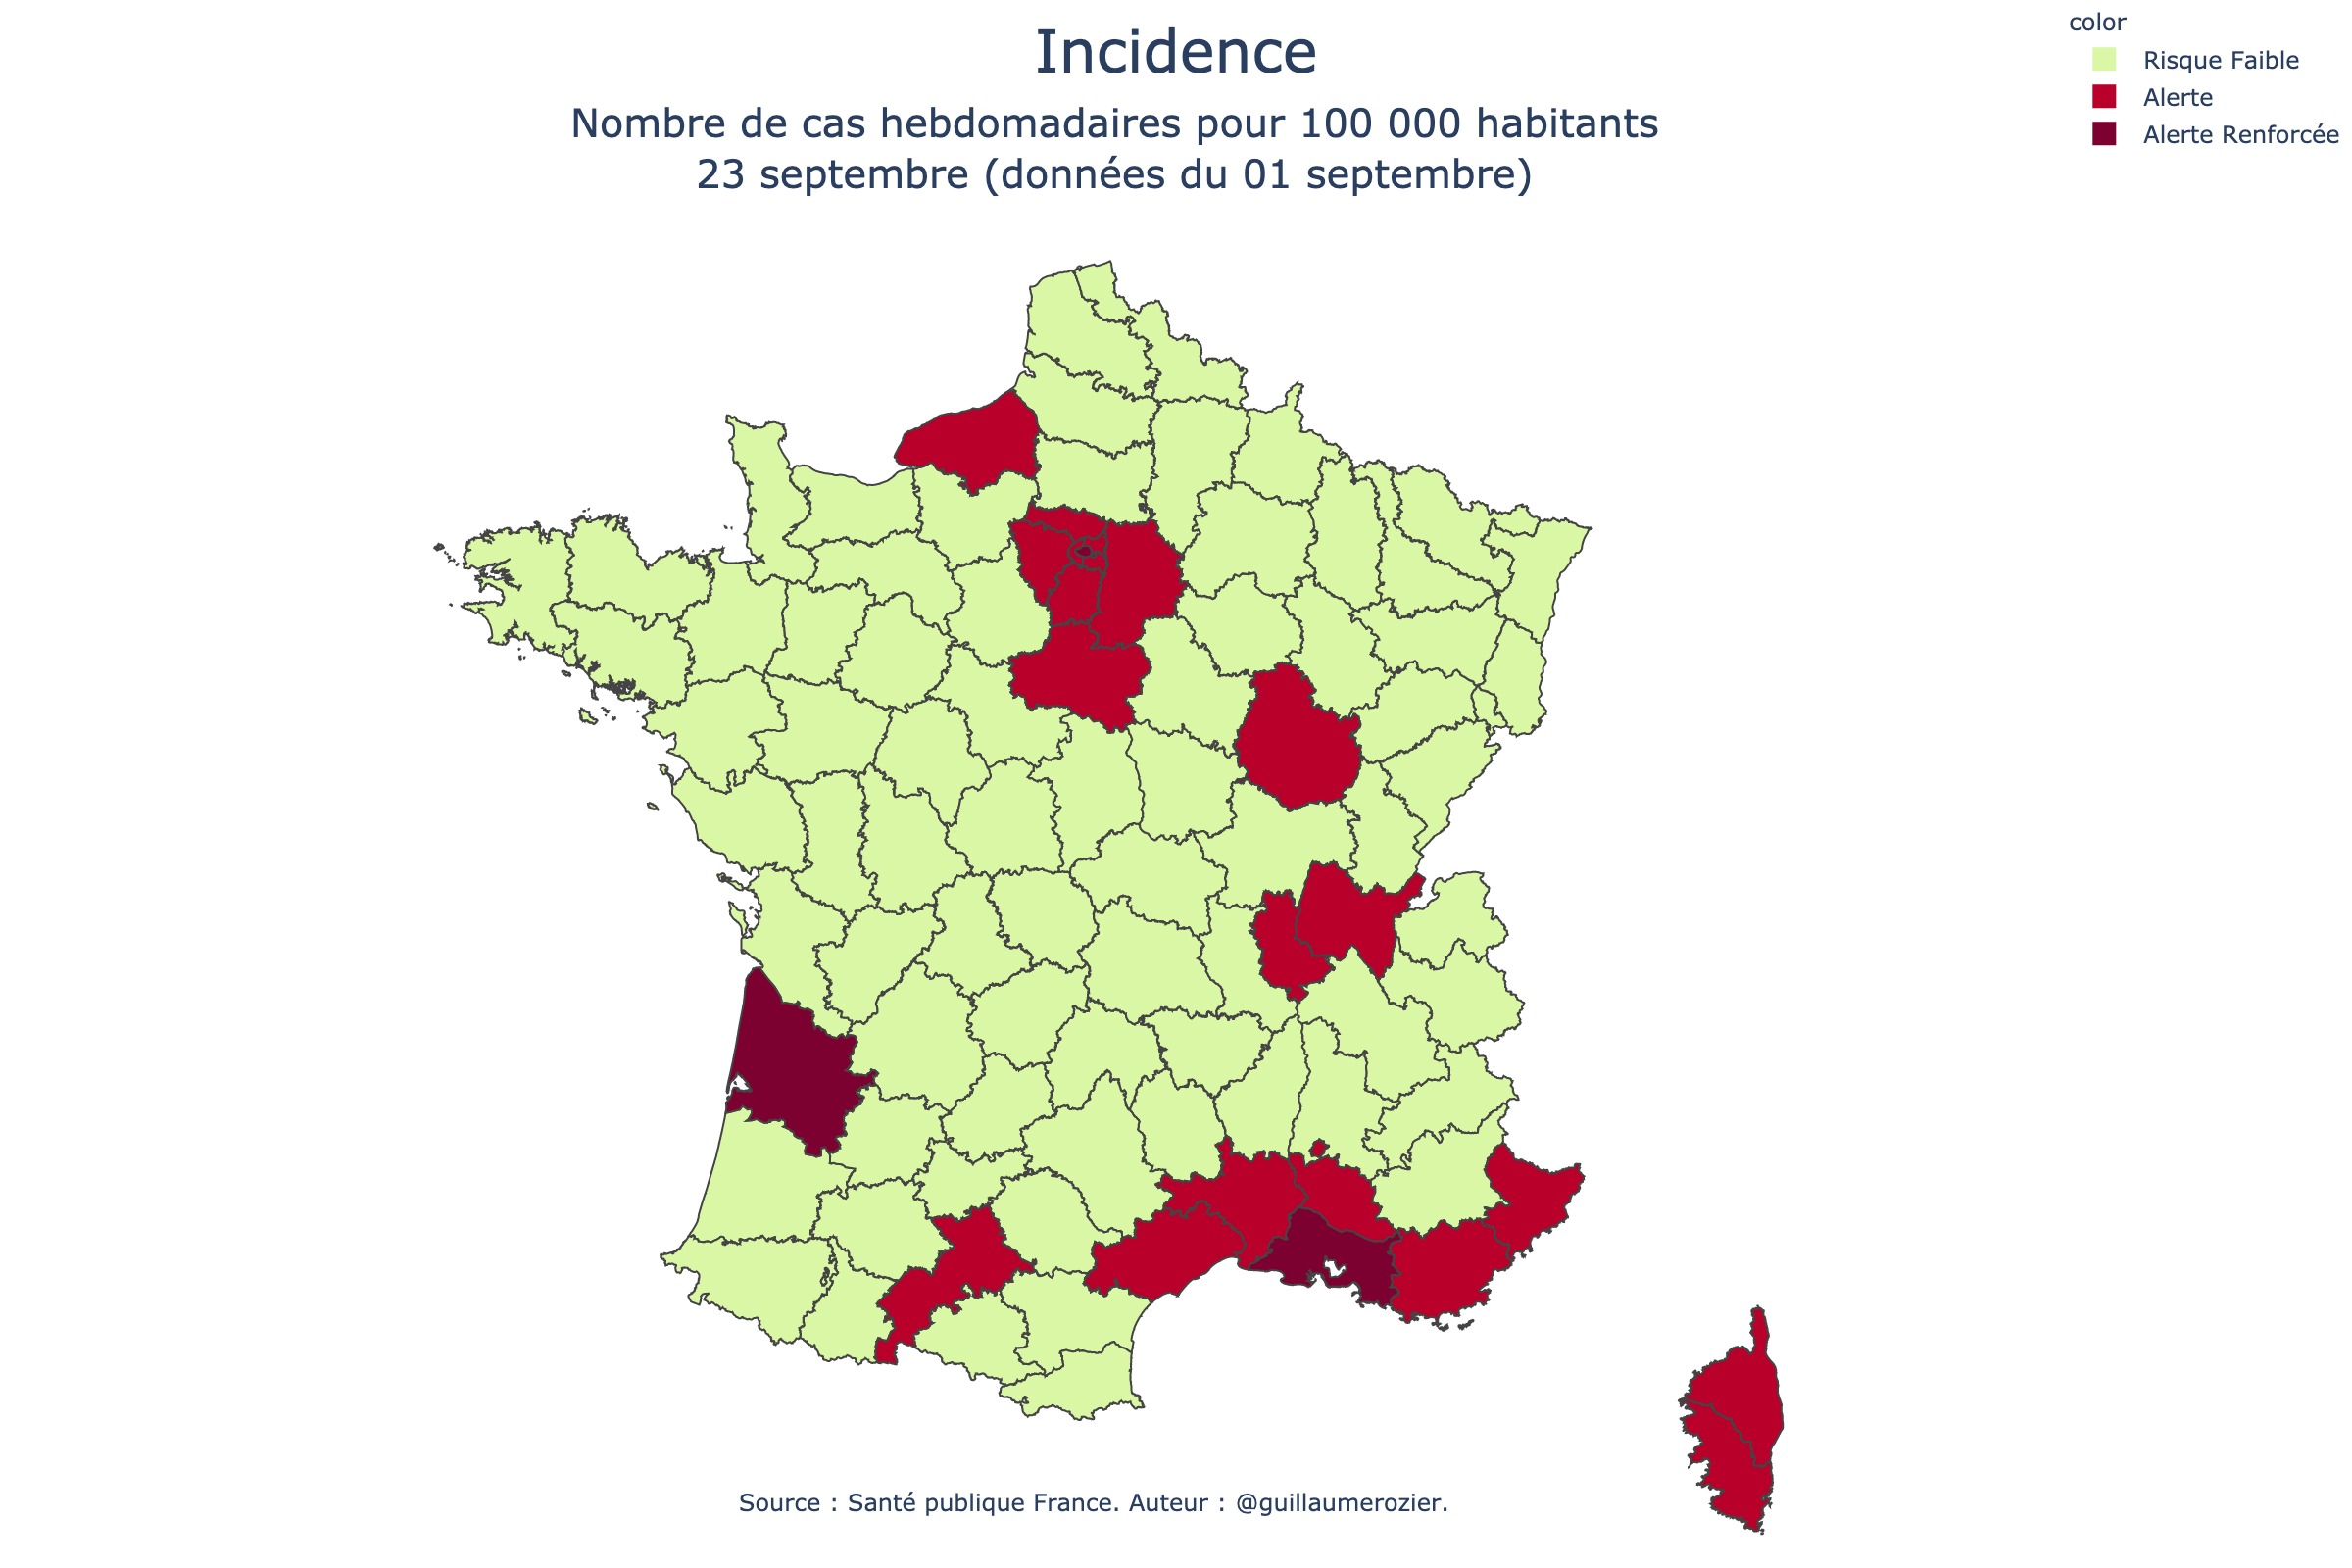 Incidence
Nombre de cas hebdomadaires pour 100 000 habitants
23 septembre (données du 01 septembre)
color
Risque Faible
Alerte
Alerte Renforcée
Source : Santé publique France. Auteur : @guillaumerozier.